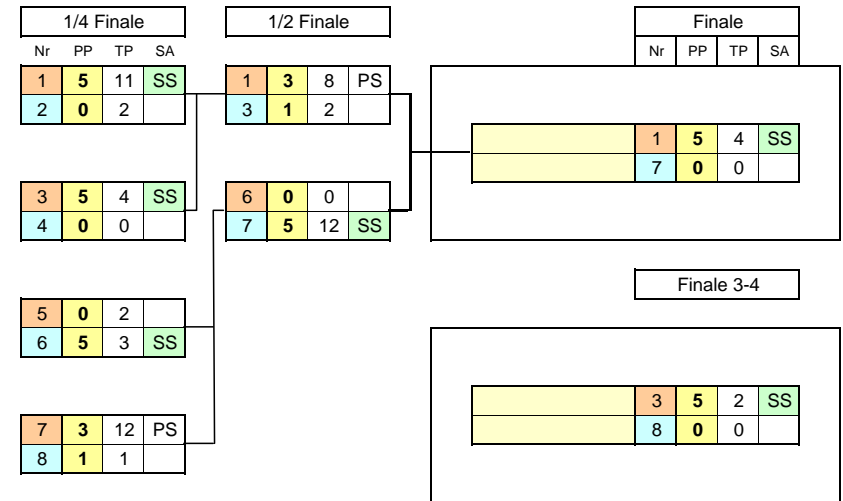 1/4 Finale
1/2 Finale
Finale
Nr PP TP SA
Nr PP TP SA
1 5 11 SS
2 0 2
1 3 8 PS
3 1 2
1 5 4 SS
7 0 0
3 5 4 SS
4 0 0
6 0 0
7 5 12 SS
Finale 3-4
5 0 2
6 5 3 SS
3 5 2 SS
8 0 0
7 3 12 PS
8 1 1